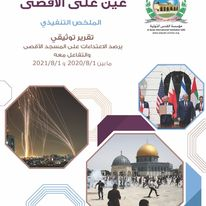 عين على الأقصى
الملخص التنفيذي
تقرير توثيقي
يرصد الاعتداءات على المسجد الأقصى
والتفاعل معه
ما بين 2020/8/1 و 2021/8/1
مؤسسة القدس الدولية